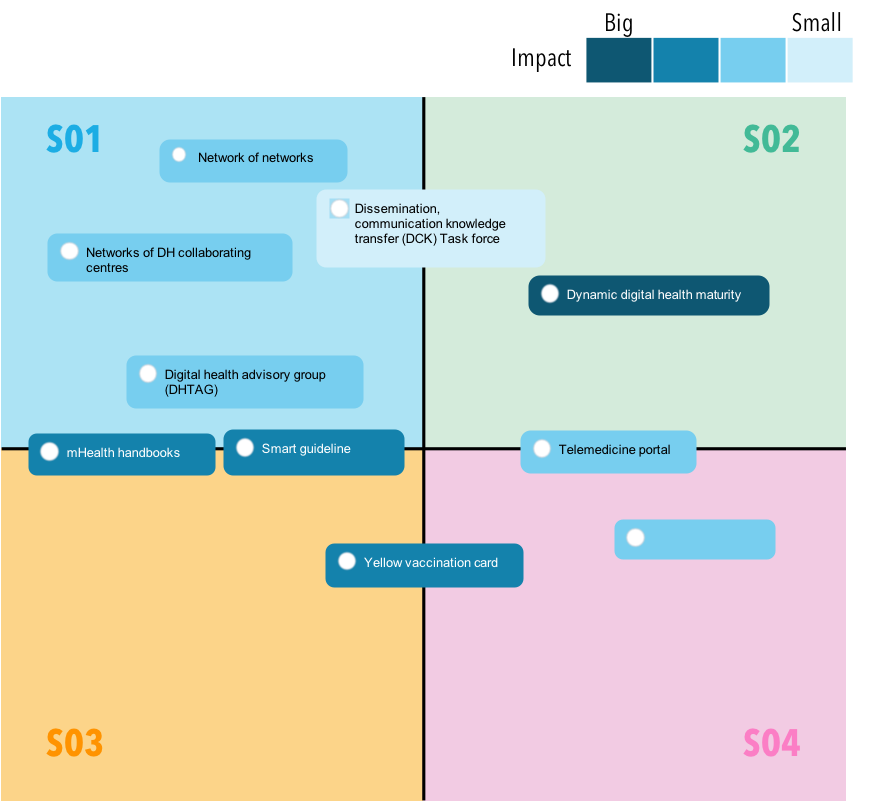 Big
Small
Impact
S01
S02
Network of networks
Dissemination,
communication knowledge
transfer (DCK) Task force
Networks of DH collaborating
centres
Dynamic digital health maturity
Digital health advisory group
(DHTAG)
mHealth handbooks
Smart guideline
Telemedicine portal
Yellow vaccination card
S03
S04